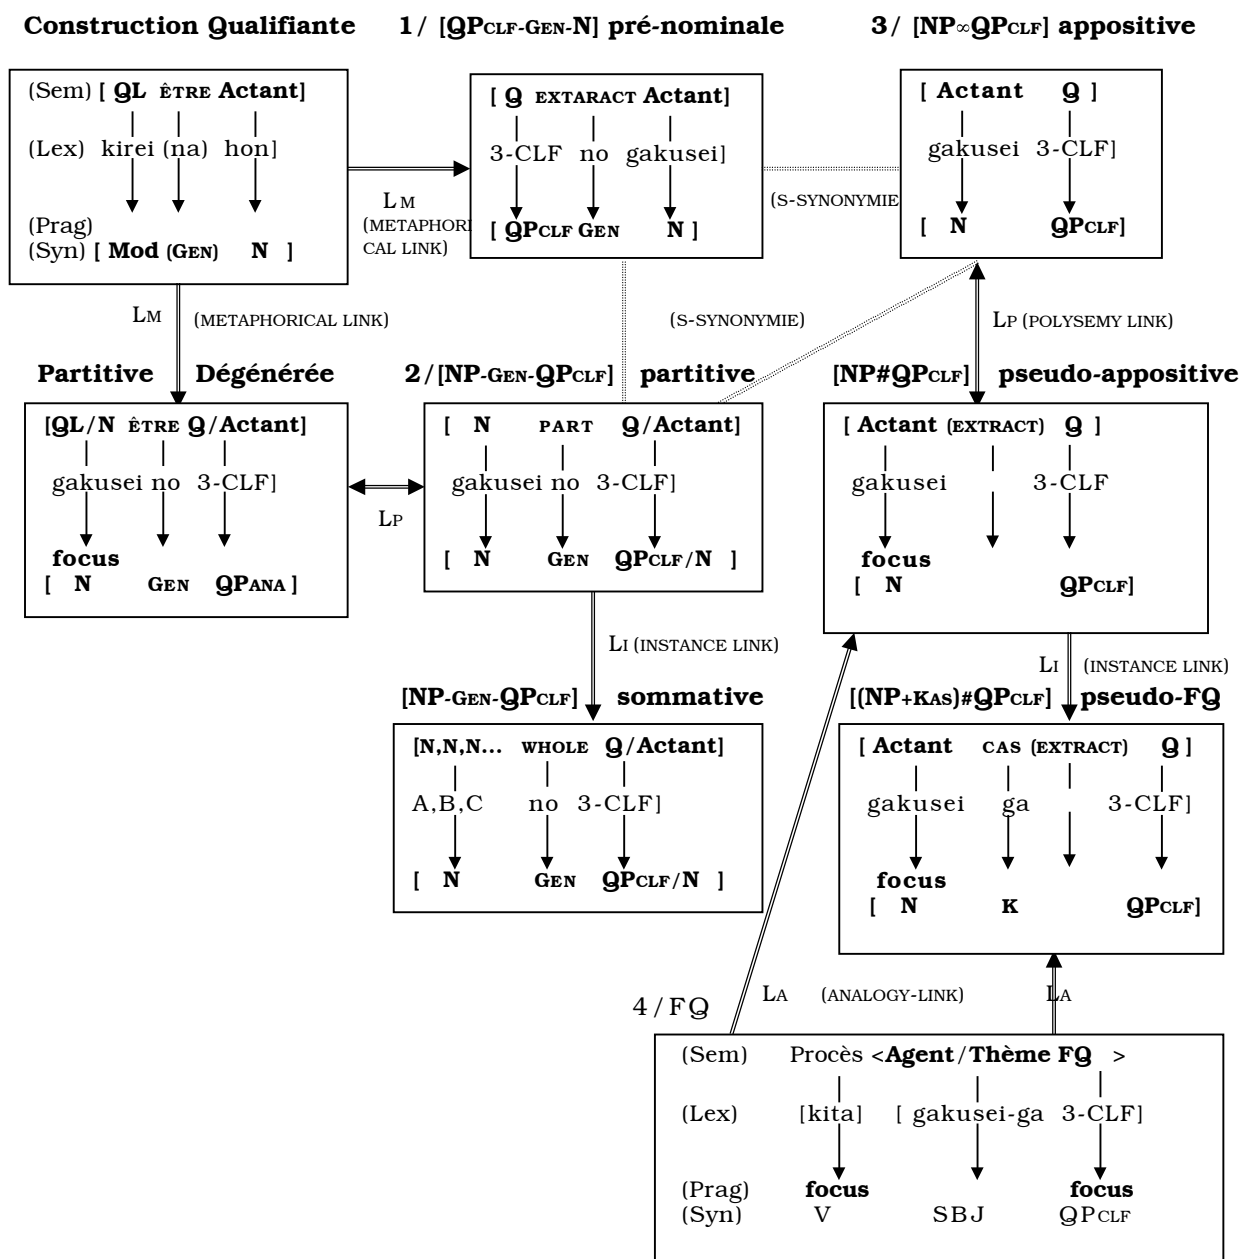 Construction Qualifiante 1/ [QPCLF-GEN-N] pré-nominale 3/ [NP∞QPCLF] appositive
(Sem) [ QL ÊTRE Actant]
(Lex) kirei (na) hon]
(Prag)
(Syn) [ Mod (GEN) N ]
[ Q EXTARACT Actant]
3-CLF no gakusei]
[ QPCLF GEN N ]
[ Actant Q ]
gakusei 3-CLF]
[ N QPCLF]
LM
(METAPHORI
CAL LINK)
(S-SYNONYMIE
LM (METAPHORICAL LINK)
(S-SYNONYMIE)
LP (POLYSEMY LINK)
Partitive Dégénérée 2/[NP-GEN-QPCLF] partitive [NP#QPCLF] pseudo-appositive
[QL/N ÊTRE Q/Actant]
gakusei no 3-CLF]
focus
[ N GEN QPANA ]
LP
[ N PART Q/Actant]
gakusei no 3-CLF]
[ N GEN QPCLF/N ]
[ Actant (EXTRACT) Q ]
gakusei 3-CLF
focus
[ N QPCLF]
LI (INSTANCE LINK)
LI (INSTANCE LINK)
[NP-GEN-QPCLF] sommative [(NP+KAS)#QPCLF] pseudo-FQ
[N,N,N... WHOLE Q/Actant]
A,B,C no 3-CLF]
[ N GEN QPCLF/N ]
[ Actant CAS (EXTRACT) Q ]
gakusei ga 3-CLF]
focus
[ N K QPCLF]
4/FQ
LA (ANALOGY-LINK) LA
(Sem) Procès <Agent/Thème FQ >
(Lex) [kita] [ gakusei-ga 3-CLF]
(Prag) focus focus
(Syn) V SBJ QPCLF